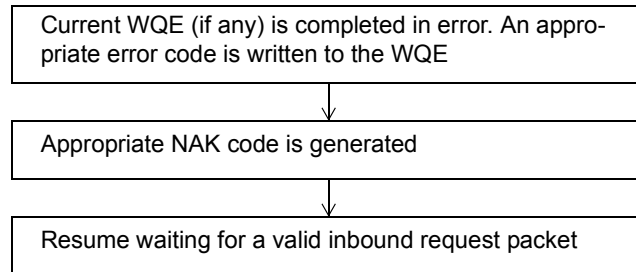 Current WQE (if any) is completed in error. An appro-
priate error code is written to the WQE
Appropriate NAK code is generated
Resume waiting for a valid inbound request packet